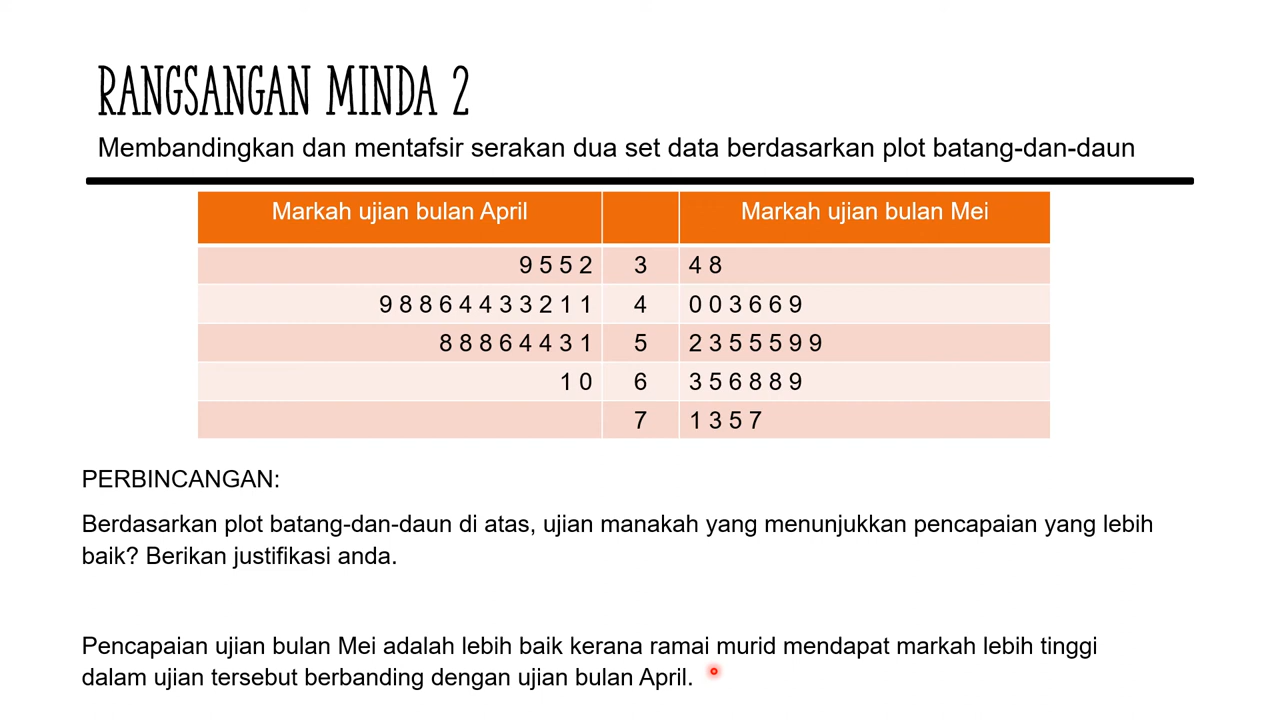 RANGSANGAN MINDA 2
Membandingkan dan mentafsir serakan dua set data berdasarkan plot batang-dan-daun
Markah ujian bulan April Markah ujian bulan Mei
9 5 5 2 3 4 8
9 8 8 6 4 4 3 3 2 1 1 4 0 0 3 6 6 9
8 8 8 6 4 4 3 1 5 2 3 5 5 5 9 9
1 0 6 3 5 6 8 8 9
7 1 3 5 7
PERBINCANGAN:
Berdasarkan plot batang-dan-daun di atas, ujian manakah yang menunjukkan pencapaian yang lebih
baik? Berikan justifikasi anda.
Pencapaian ujian bulan Mei adalah lebih baik kerana ramai murid mendapat markah lebih tinggi
dalam ujian tersebut berbanding dengan ujian bulan April.